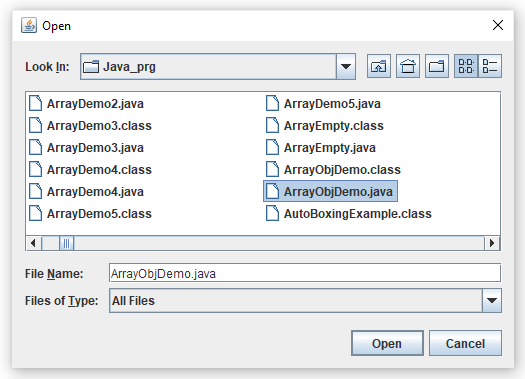 Open
Look In: Java_prg
ArrayDemo2.java
ArrayDemo3.class
ArrayDemo3.java
ArrayDemo4.class
ArrayDemo4.java
ArrayDemo5.class
ArrayDemo5.java
ArrayEmpty.class
ArrayEmpty.java
ArrayObjDemo.class
ArrayObjDemo.java
AutoBoxingExample.class
File Name: ArrayObjDemo.java
Files of Type: All Files
Open Cancel